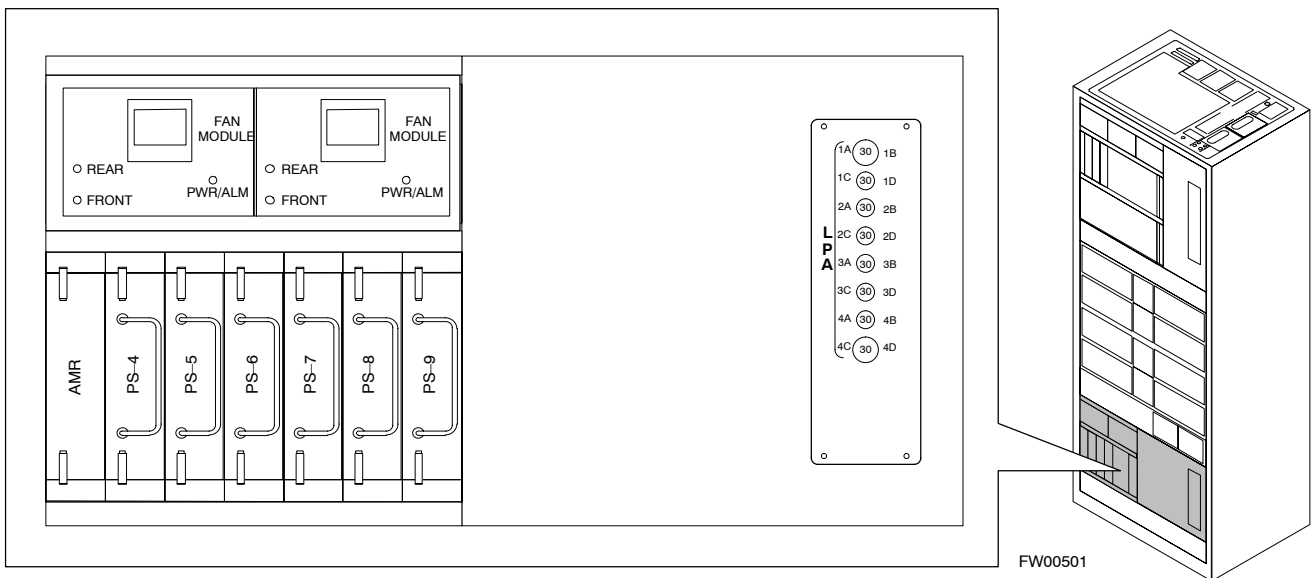 FAN
MODULE
REAR
FRONT
PWR/ALM
FAN
MODULE
REAR
FRONT
PWR/ALM
AMR
PS–4
PS–5
PS–6
PS–7
PS–8
PS–9
L
P
A
1A 30 1B
1C 30 1D
2A 30 2B
2C 30 2D
3A 30 3B
3C 30 3D
4A 30 4B
4C 30 4D
FW00501